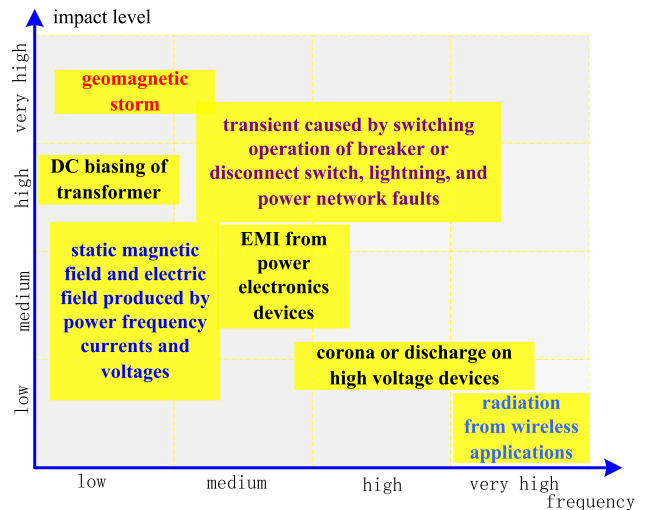 impact level
very high
high
medium
low
geomagnetic
storm
transient caused by switching
operation of breaker or
disconnect switch, lightning, and
power network faults
DC biasing of
transformer
static magnetic
field and electric
field produced by
power frequency
currents and
voltages
EMI from
power
electronics
devices
corona or discharge on
high voltage devices
radiation
from wireless
applications
low
medium
high
very high
frequency